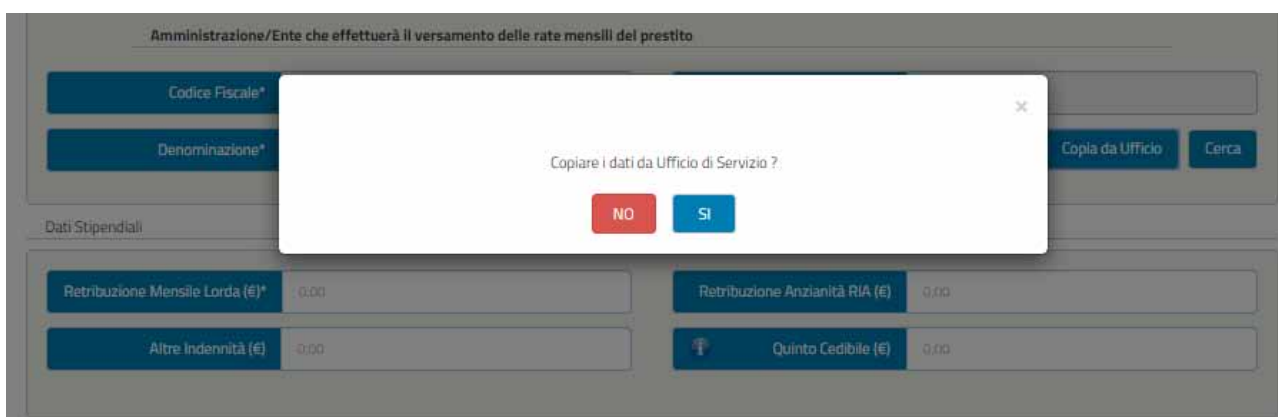 Amministrazione/Ente che effettuerà il versamento delle rate mensili del prestito
Codice Fiscale*
×
Denominazione*
Copiare i dati da Ufficio di Servizio ?
Copia da Ufficio
Cerca
NO
SI
Dati Stipendiali
Retribuzione Mensile Lorda (€)*
0.00
Retribuzione Anzianità RIA (€)
0.00
Altre Indennità (€)
0.00
Quinto Cedibile (€)
0.00